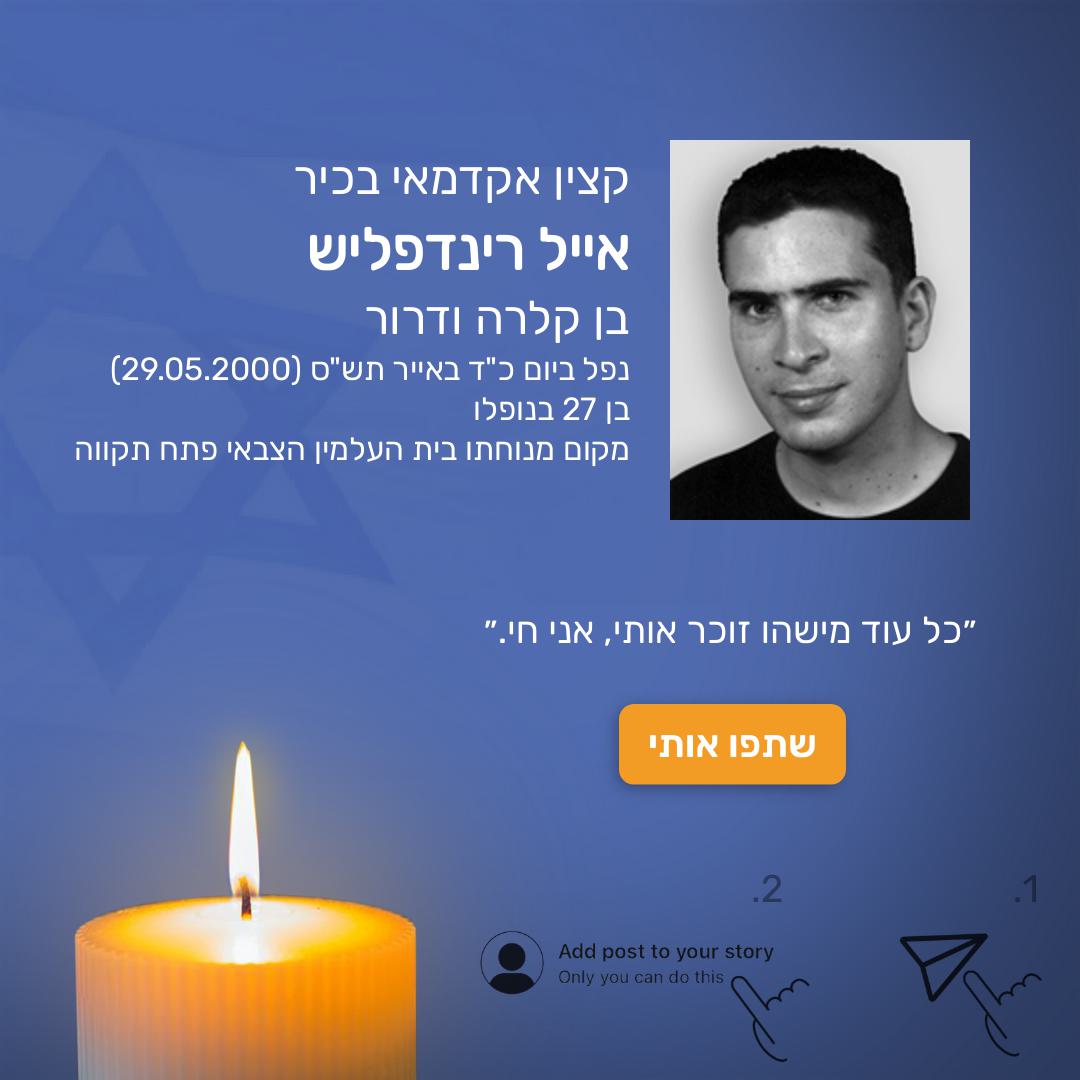 קצין אקדמאי בכיר
אייל רינדפליש
בן קלרה ודרור
נפל ביום כ"ד באייר תש"ס (29.05.2000)
בן 27 בנופלו
מקום מנוחתו בית העלמין הצבאי פתח תקווה
״כל עוד מישהו זוכר אותי, אני חי.״
שתפו אותי
1.
2.
Add post to your story
Only you can do this